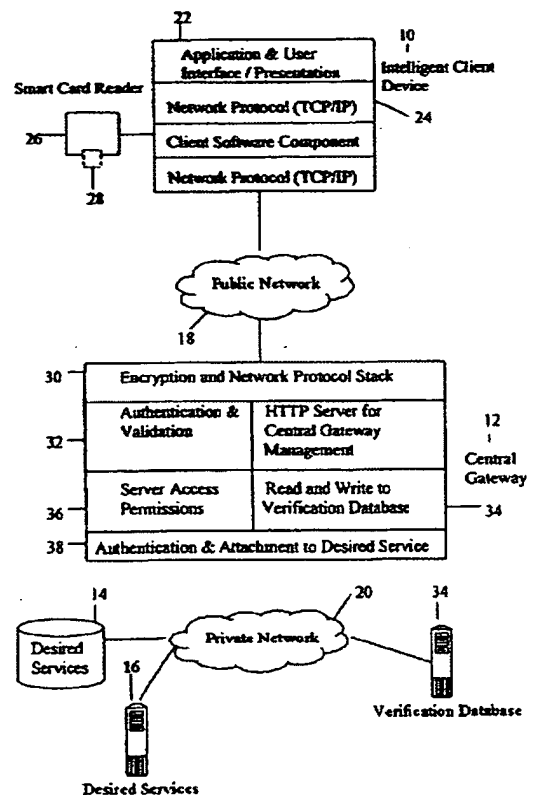 22
10
Application & User
Interface / Presentation
Intelligent Client
Device
Smart Card Reader
Network Protocol (TCP/IP)
24
26
Client Software Component
28
Network Protocol (TCP/IP)
Public Network
18
30
Encryption and Network Protocol Stack
Authentication &
Validation
HTTP Server for
Central Gateway
Management
12
32
Central
Gateway
Server Access
Permissions
Read and Write to
Verification Database
36
34
38
Authentication & Attachment to Desired Service
14
20
34
Desired
Services
Private Network
16
Verification Database
Desired Services